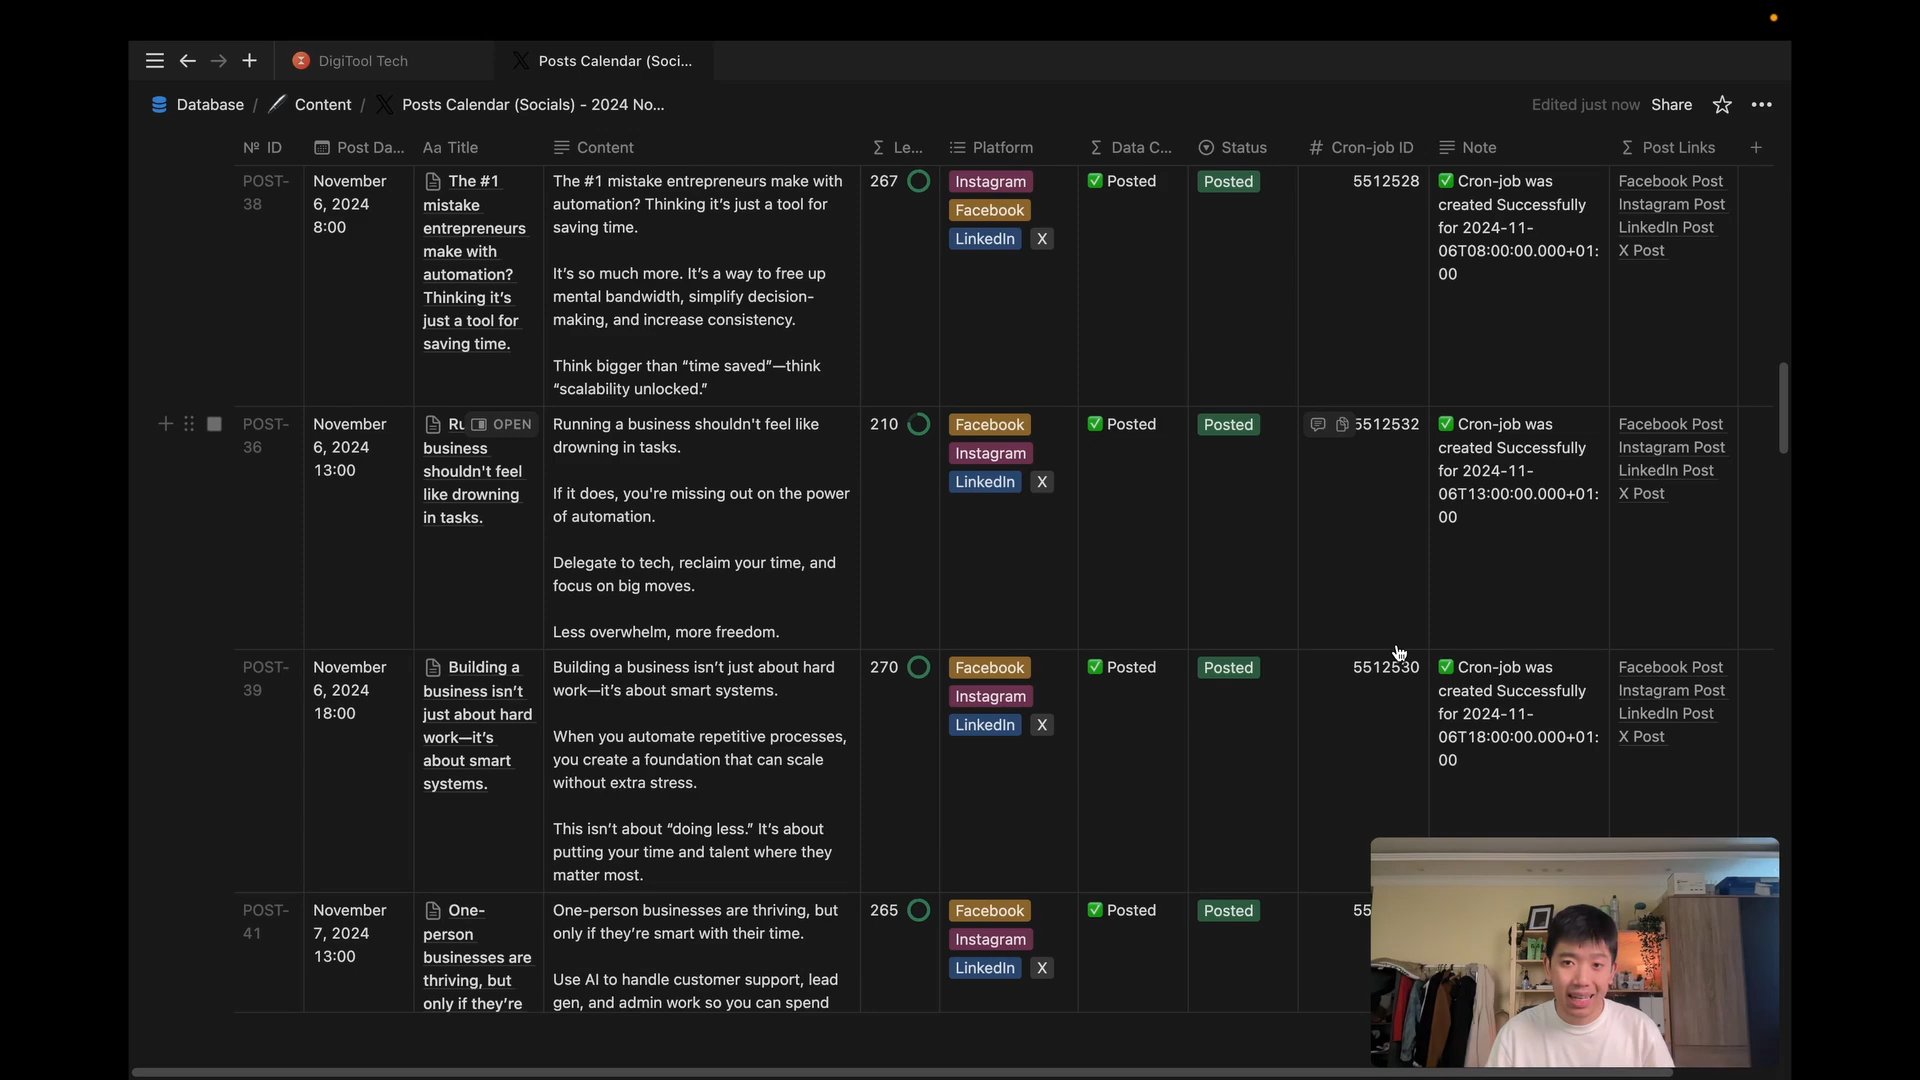 DigiTool Tech
Posts Calendar (Soci...
Database / Content / Posts Calendar (Socials) - 2024 No...
Edited just now Share
№ ID
Post Da...
Aa Title
Content
Σ Le...
Platform
Σ Data C...
Status
# Cron-job ID
Note
Σ Post Links
POST-
38
November
6, 2024
8:00
The #1
mistake
entrepreneurs
make with
automation?
Thinking it's
just a tool for
saving time.
The #1 mistake entrepreneurs make with
automation? Thinking it’s just a tool for
saving time.
It’s so much more. It’s a way to free up
mental bandwidth, simplify decision-
making, and increase consistency.
Think bigger than “time saved”—think
“scalability unlocked.”
267
Instagram
Facebook
LinkedIn X
✅ Posted
Posted
5512528
✅ Cron-job was
created Successfully
for 2024-11-
06T08:00:00.000+01:
00
Facebook Post
Instagram Post
LinkedIn Post
X Post
POST-
36
November
6, 2024
13:00
Ru
OPEN
business
shouldn't feel
like drowning
in tasks.
Running a business shouldn't feel like
drowning in tasks.
If it does, you're missing out on the power
of automation.
Delegate to tech, reclaim your time, and
focus on big moves.
Less overwhelm, more freedom.
210
Facebook
Instagram
LinkedIn X
✅ Posted
Posted
5512532
✅ Cron-job was
created Successfully
for 2024-11-
06T13:00:00.000+01:
00
Facebook Post
Instagram Post
LinkedIn Post
X Post
POST-
39
November
6, 2024
18:00
Building a
business isn’t
just about hard
work—it’s
about smart
systems.
Building a business isn’t just about hard
work—it’s about smart systems.
When you automate repetitive processes,
you create a foundation that can scale
without extra stress.
This isn’t about “doing less.” It’s about
putting your time and talent where they
matter most.
270
Facebook
Instagram
LinkedIn X
✅ Posted
Posted
5512530
✅ Cron-job was
created Successfully
for 2024-11-
06T18:00:00.000+01:
00
Facebook Post
Instagram Post
LinkedIn Post
X Post
POST-
41
November
7, 2024
13:00
One-
person
businesses are
thriving, but
only if they’re
One-person businesses are thriving, but
only if they’re smart with their time.
Use AI to handle customer support, lead
gen, and admin work so you can spend
265
Facebook
Instagram
LinkedIn X
✅ Posted
Posted
55